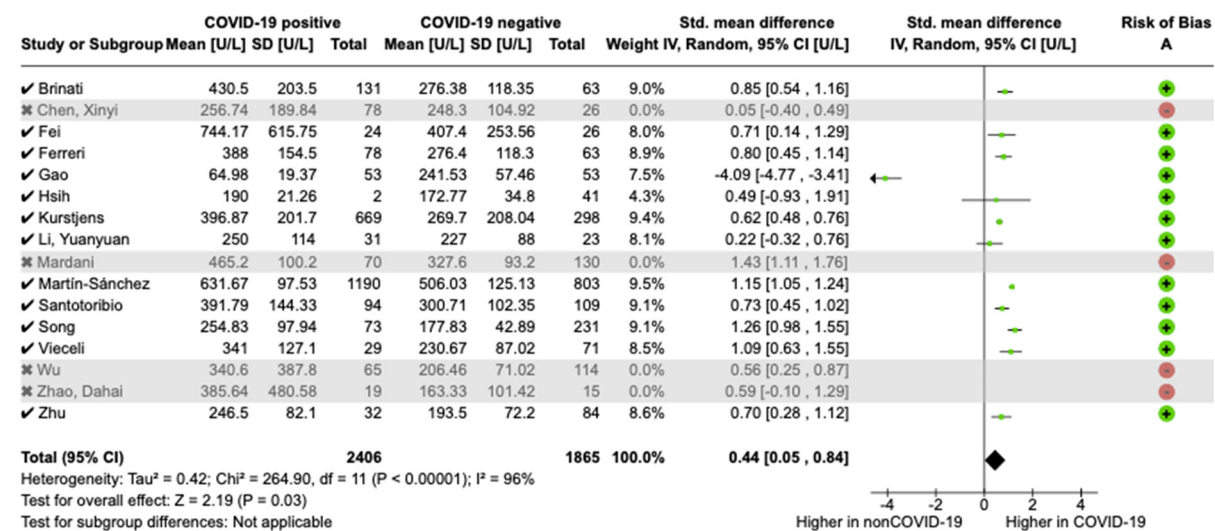 COVID-19 positive COVID-19 negative Std. mean difference Std. mean difference Risk of Bias
Study or Subgroup Mean [U/L] SD [U/L] Total Mean [U/L] SD [U/L] Total Weight IV, Random, 95% CI [U/L] IV, Random, 95% CI [U/L] A
✔ Brinati 430.5 203.5 131 276.38 118.35 63 9.0% 0.85 [0.54 , 1.16] +
✖ Chen, Xinyi 256.74 189.84 78 248.3 104.92 26 0.0% 0.05 [-0.40 , 0.49] -
✔ Fei 744.17 615.75 24 407.4 253.56 26 8.0% 0.71 [0.14 , 1.29] +
✔ Ferreri 388 154.5 78 276.4 118.3 63 8.9% 0.80 [0.45 , 1.14] +
✔ Gao 64.98 19.37 53 241.53 57.46 53 7.5% -4.09 [-4.77 , -3.41] +
✔ Hsih 190 21.26 2 172.77 34.8 41 4.3% 0.49 [-0.93 , 1.91] +
✔ Kurstjens 396.87 201.7 669 269.7 208.04 298 9.4% 0.62 [0.48 , 0.76] +
✔ Li, Yuanyuan 250 114 31 227 88 23 8.1% 0.22 [-0.32 , 0.76] +
✖ Mardani 465.2 100.2 70 327.6 93.2 130 0.0% 1.43 [1.11 , 1.76] -
✔ Martín-Sánchez 631.67 97.53 1190 506.03 125.13 803 9.4% 1.15 [1.05 , 1.24] +
✔ Santotoribio 391.79 144.33 94 300.71 102.35 109 9.1% 0.73 [0.45 , 1.02] +
✔ Song 254.83 97.94 73 177.83 42.89 231 9.1% 1.26 [0.98 , 1.55] +
✔ Vieceli 341 127.1 29 230.67 87.02 71 8.5% 1.09 [0.63 , 1.55] +
✖ Wu 340.6 387.8 65 206.46 71.02 114 0.0% 0.56 [0.25 , 0.87] -
✖ Zhao, Dahai 385.64 480.58 19 163.33 101.42 15 0.0% 0.59 [-0.10 , 1.29] -
✔ Zhu 246.5 82.1 32 193.5 72.2 84 8.6% 0.70 [0.28 , 1.12] +
Total (95% CI) 2406 1865 100.0% 0.44 [0.05 , 0.84]
Heterogeneity: Tau² = 0.42; Chi² = 264.90, df = 11 (P < 0.00001); I² = 96%
Test for overall effect: Z = 2.19 (P = 0.03)
-4 -2 0 2 4
Test for subgroup differences: Not applicable Higher in nonCOVID-19 Higher in COVID-19